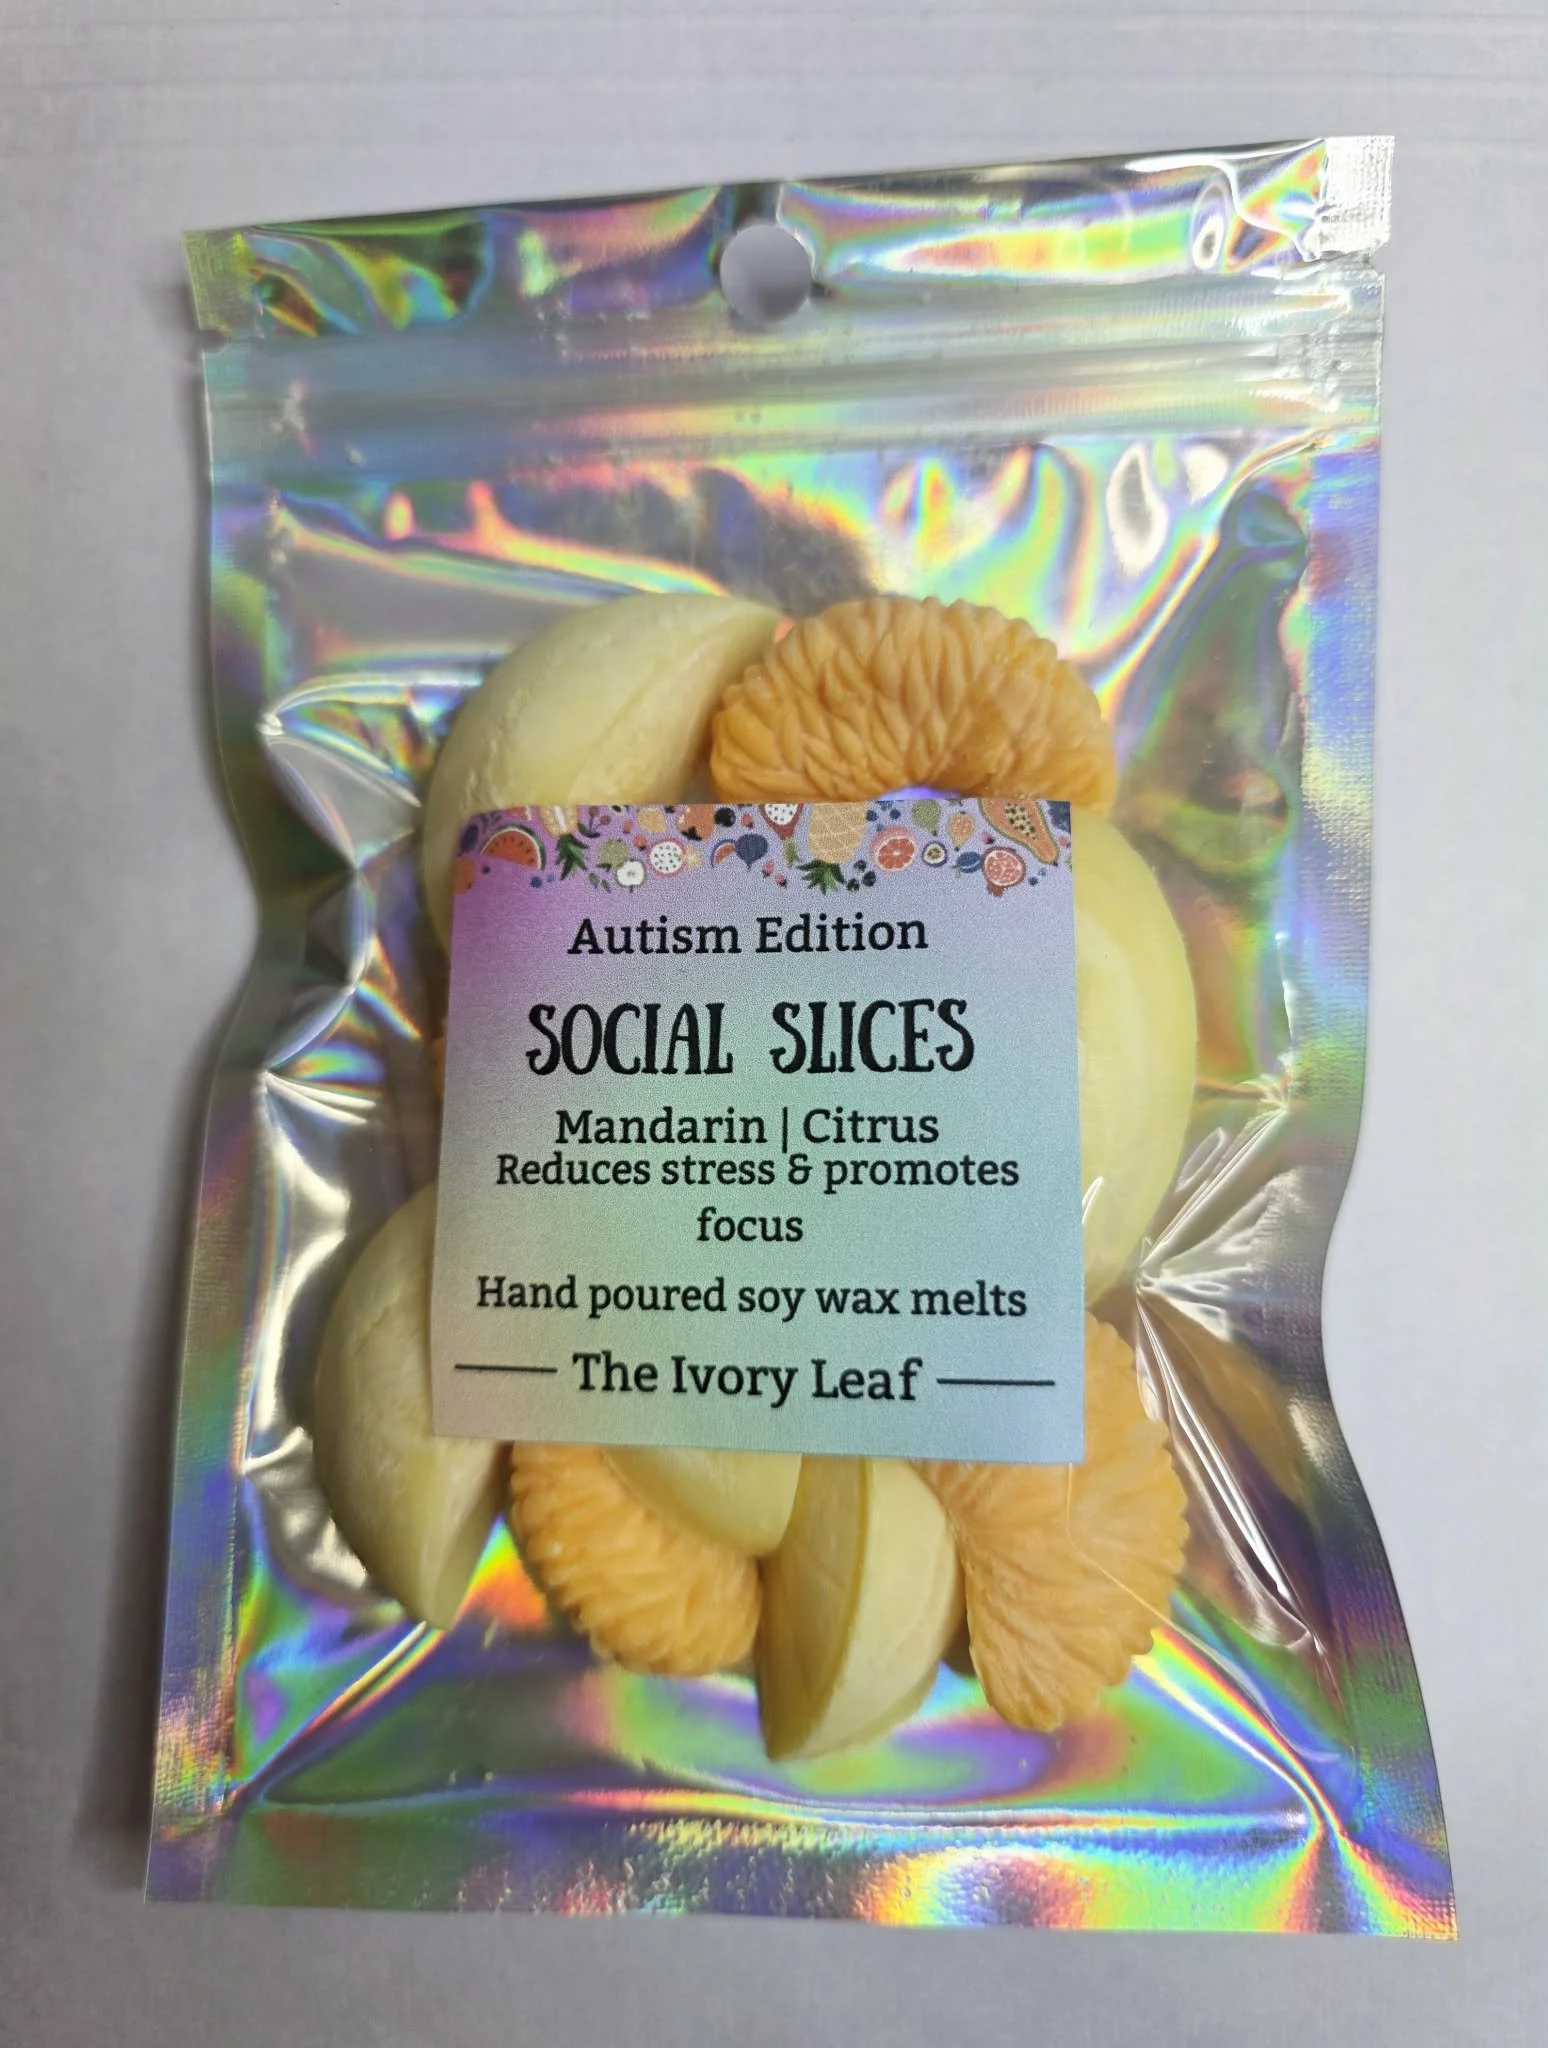 Autism Edition
SOCIAL SLICES
Mandarin | Citrus
Reduces stress & promotes
focus
Hand poured soy wax melts
The Ivory Leaf